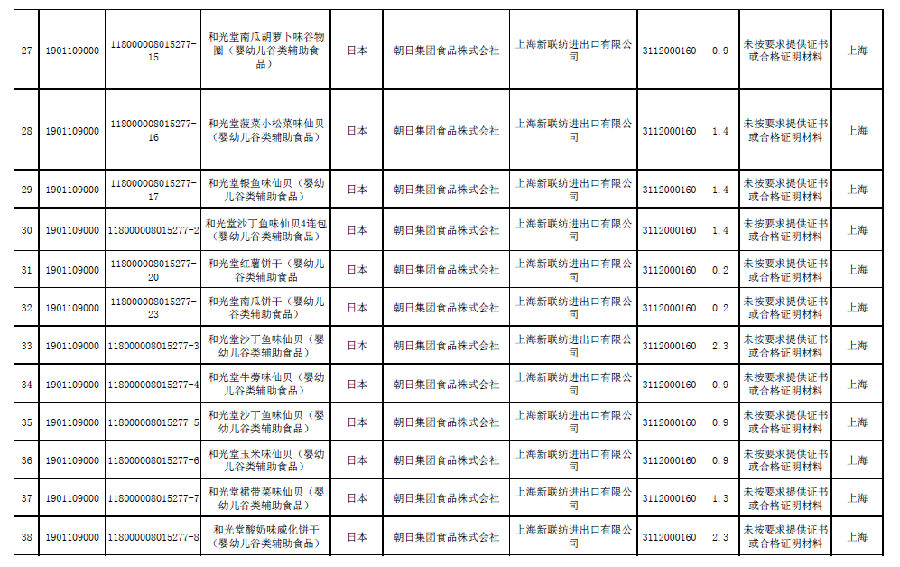 27 1901109000 118000008015277-15 和光堂南瓜胡萝卜味谷物圈（婴幼儿谷类辅助食品） 日本 朝日集团食品株式会社 上海新联纺进出口有限公司 3112000160 0.9 未按要求提供证书或合格证明材料 上海
28 1901109000 118000008015277-16 和光堂菠菜小松菜味仙贝（婴幼儿谷类辅助食品） 日本 朝日集团食品株式会社 上海新联纺进出口有限公司 3112000160 1.4 未按要求提供证书或合格证明材料 上海
29 1901109000 118000008015277-17 和光堂银鱼味仙贝（婴幼儿谷类辅助食品） 日本 朝日集团食品株式会社 上海新联纺进出口有限公司 3112000160 1.4 未按要求提供证书或合格证明材料 上海
30 1901109000 118000008015277-2 和光堂沙丁鱼味仙贝4连包（婴幼儿谷类辅助食品） 日本 朝日集团食品株式会社 上海新联纺进出口有限公司 3112000160 1.4 未按要求提供证书或合格证明材料 上海
31 1901109000 118000008015277-20 和光堂红薯饼干（婴幼儿谷类辅助食品 日本 朝日集团食品株式会社 上海新联纺进出口有限公司 3112000160 0.2 未按要求提供证书或合格证明材料 上海
32 1901109000 118000008015277-23 和光堂南瓜饼干（婴幼儿谷类辅助食品） 日本 朝日集团食品株式会社 上海新联纺进出口有限公司 3112000160 0.2 未按要求提供证书或合格证明材料 上海
33 1901109000 118000008015277-3 和光堂沙丁鱼味仙贝（婴幼儿谷类辅助食品） 日本 朝日集团食品株式会社 上海新联纺进出口有限公司 3112000160 2.3 未按要求提供证书或合格证明材料 上海
34 1901109000 118000008015277-4 和光堂牛蒡味仙贝（婴幼儿谷类辅助食品） 日本 朝日集团食品株式会社 上海新联纺进出口有限公司 3112000160 0.9 未按要求提供证书或合格证明材料 上海
35 1901109000 118000008015277-5 和光堂沙丁鱼味仙贝（婴幼儿谷类辅助食品） 日本 朝日集团食品株式会社 上海新联纺进出口有限公司 3112000160 0.9 未按要求提供证书或合格证明材料 上海
36 1901109000 118000008015277-6 和光堂玉米味仙贝（婴幼儿谷类辅助食品） 日本 朝日集团食品株式会社 上海新联纺进出口有限公司 3112000160 0.9 未按要求提供证书或合格证明材料 上海
37 1901109000 118000008015277-7 和光堂裙带菜味仙贝（婴幼儿谷类辅助食品） 日本 朝日集团食品株式会社 上海新联纺进出口有限公司 3112000160 1.3 未按要求提供证书或合格证明材料 上海
38 1901109000 118000008015277-8 和光堂酸奶味威化饼干（婴幼儿谷类辅助食品） 日本 朝日集团食品株式会社 上海新联纺进出口有限公司 3112000160 2.3 未按要求提供证书或合格证明材料 上海